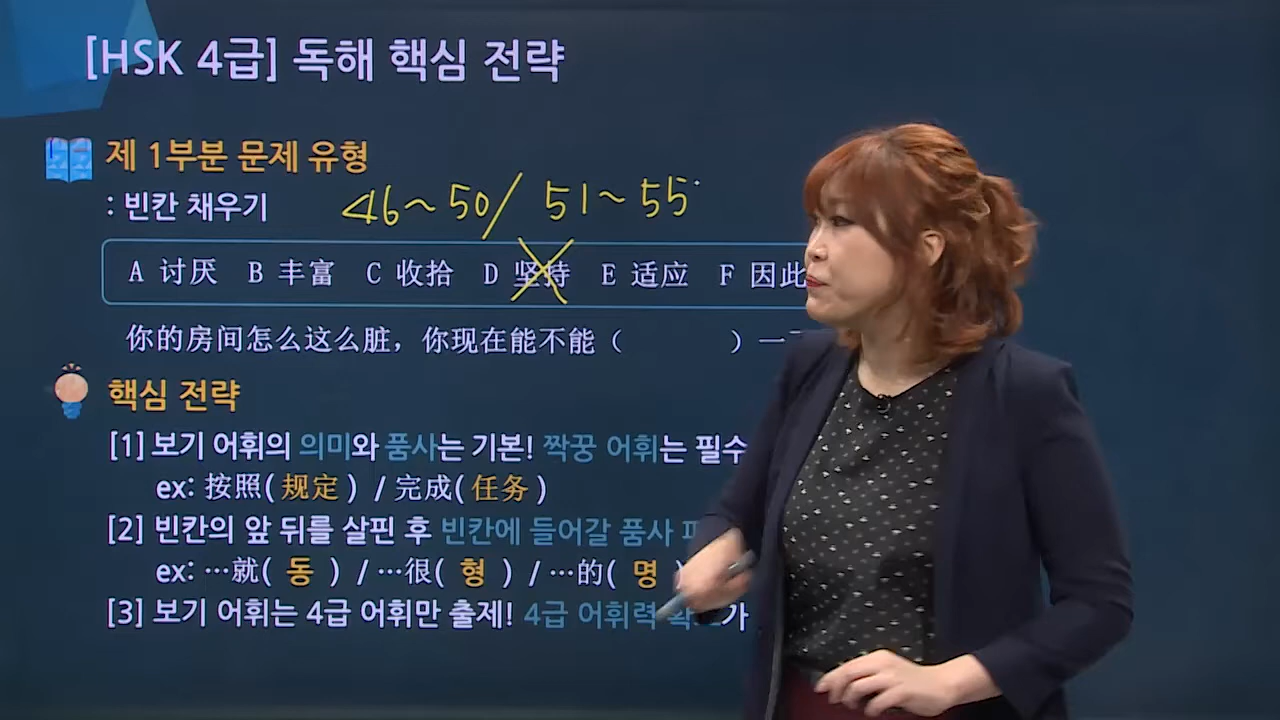 [HSK 4급] 독해 핵심 전략
제 1부분 문제 유형
: 빈칸 채우기 46~50/ 51~55
A 讨厌 B 丰富 C 收拾 D 坚持 E 适应 F 因此
你的房间怎么这么脏，你现在能不能（ ）一
핵심 전략
[1] 보기 어휘의 의미와 품사는 기본! 짝꿍 어휘는 필수
ex: 按照( 规定 ) / 完成( 任务 )
[2] 빈칸의 앞 뒤를 살핀 후 빈칸에 들어갈 품사
ex: …就( 동 ) / …很( 형 ) / …的( 명 )
[3] 보기 어휘는 4급 어휘만 출제! 4급 어휘력